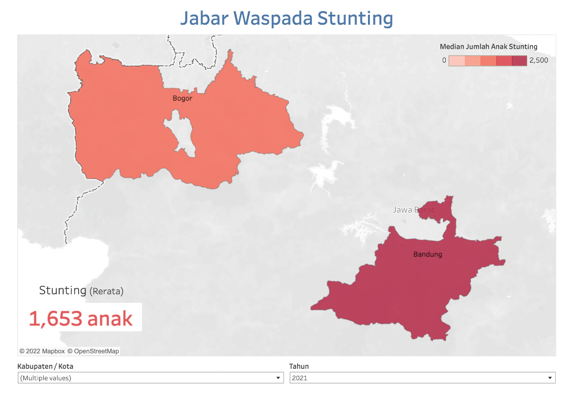 Jabar Waspada Stunting
Median Jumlah Anak Stunting
0 2,500
Bogor
Jawa B
Bandung
Stunting (Rerata)
1,653 anak
© 2022 Mapbox © OpenStreetMap
Kabupaten / Kota Tahun
(Multiple values) 2021